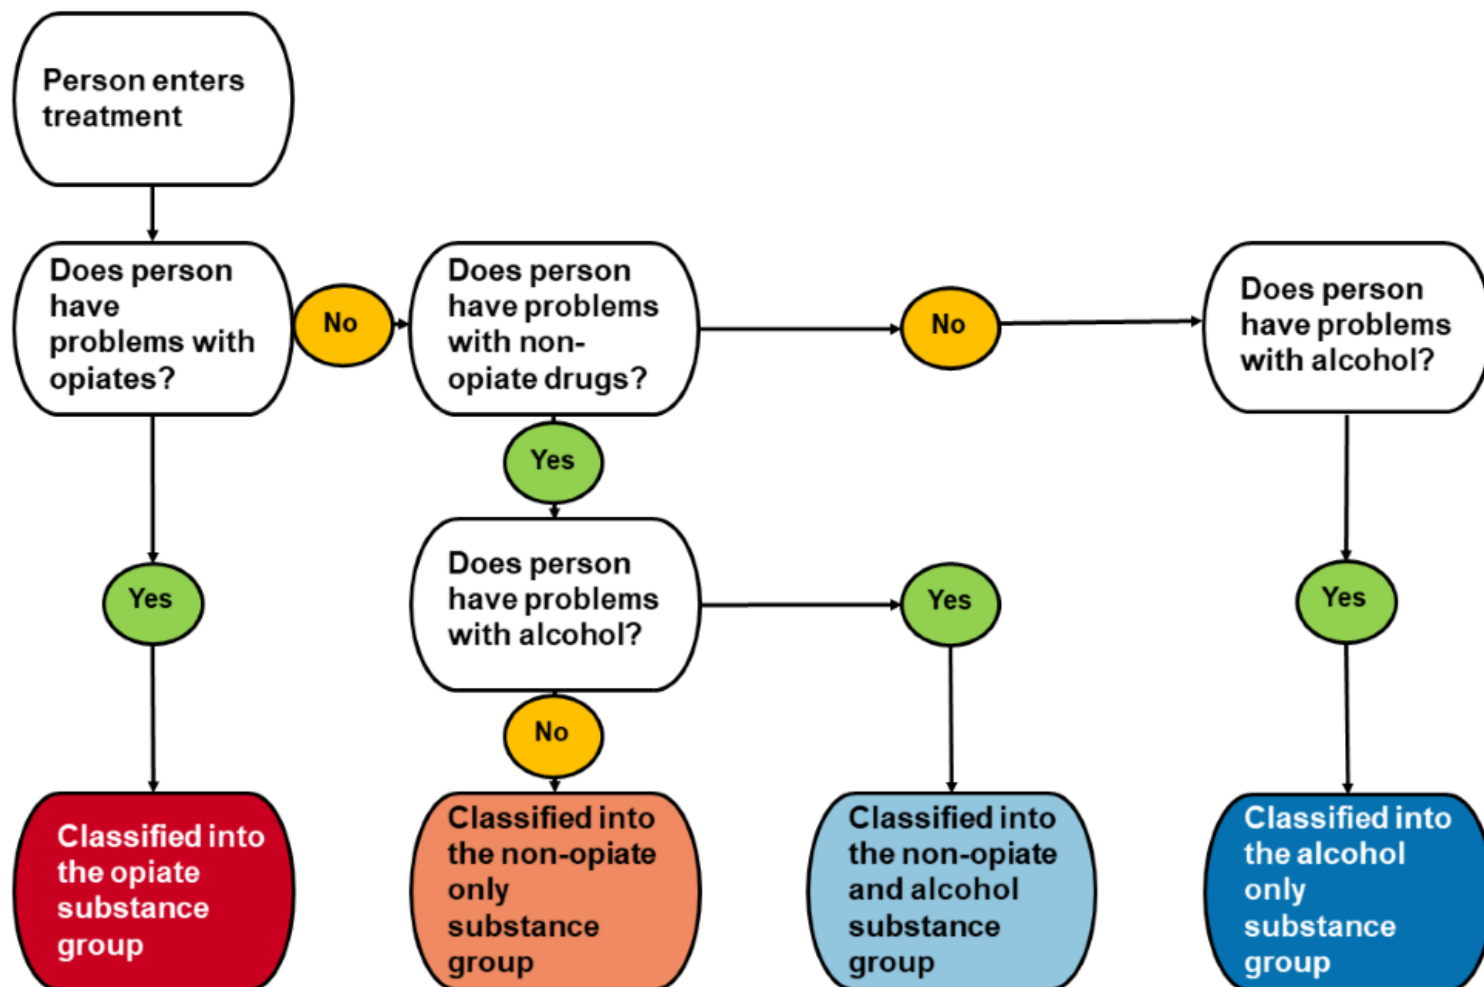 Person enters
treatment
Does person
have
problems with
opiates?
No
Does person
have problems
with non-
opiate drugs?
No
Does person
have problems
with alcohol?
Yes
Does person
have problems
with alcohol?
Yes
Yes
Yes
No
Classified into
the opiate
substance
group
Classified into
the non-opiate
only
substance
group
Classified into
the non-opiate
and alcohol
substance
group
Classified into
the alcohol
only
substance
group